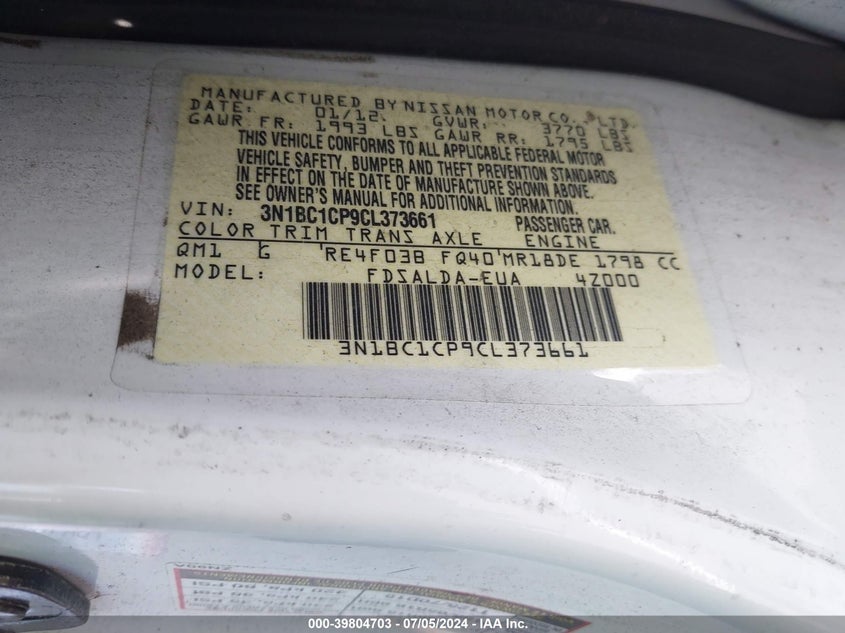 MANUFACTURED BY NISSAN MOTOR CO., LTD.
DATE: 01/12 GVWR: 3770 LBS
GAWR FR: 1993 LBS GAWR RR: 1795 LBS
THIS VEHICLE CONFORMS TO ALL APPLICABLE FEDERAL MOTOR
VEHICLE SAFETY, BUMPER AND THEFT PREVENTION STANDARDS
IN EFFECT ON THE DATE OF MANUFACTURE SHOWN ABOVE.
SEE OWNER'S MANUAL FOR ADDITIONAL INFORMATION.
VIN: 3N1BC1CP9CL373661 PASSENGER CAR.
COLOR TRIM TRANS AXLE ENGINE
QM1 G RE4F03B FQ40 MR18DE 1798 CC
MODEL: FDSALDA-EUA 4Z000
3N1BC1CP9CL373661
000-39804703 - 07/05/2024 - IAA Inc.